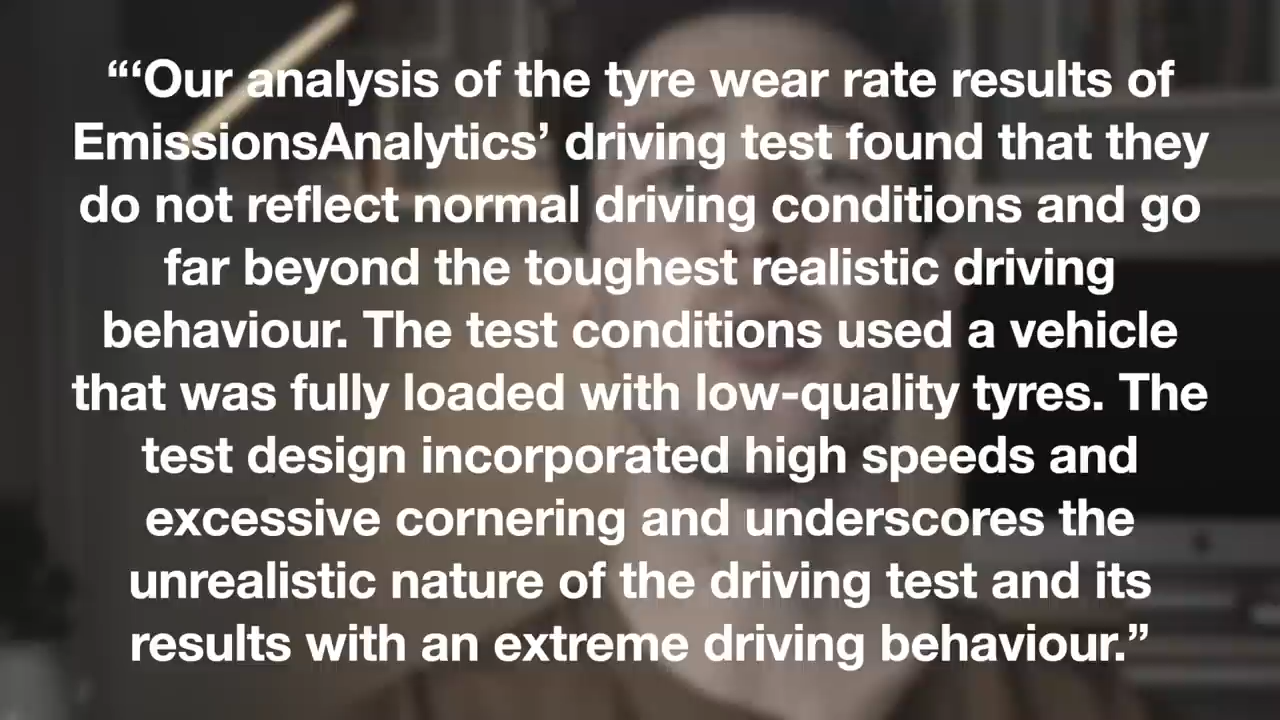 “‘Our analysis of the tyre wear rate results of
EmissionsAnalytics’ driving test found that they
do not reflect normal driving conditions and go
far beyond the toughest realistic driving
behaviour. The test conditions used a vehicle
that was fully loaded with low-quality tyres. The
test design incorporated high speeds and
excessive cornering and underscores the
unrealistic nature of the driving test and its
results with an extreme driving behaviour.”